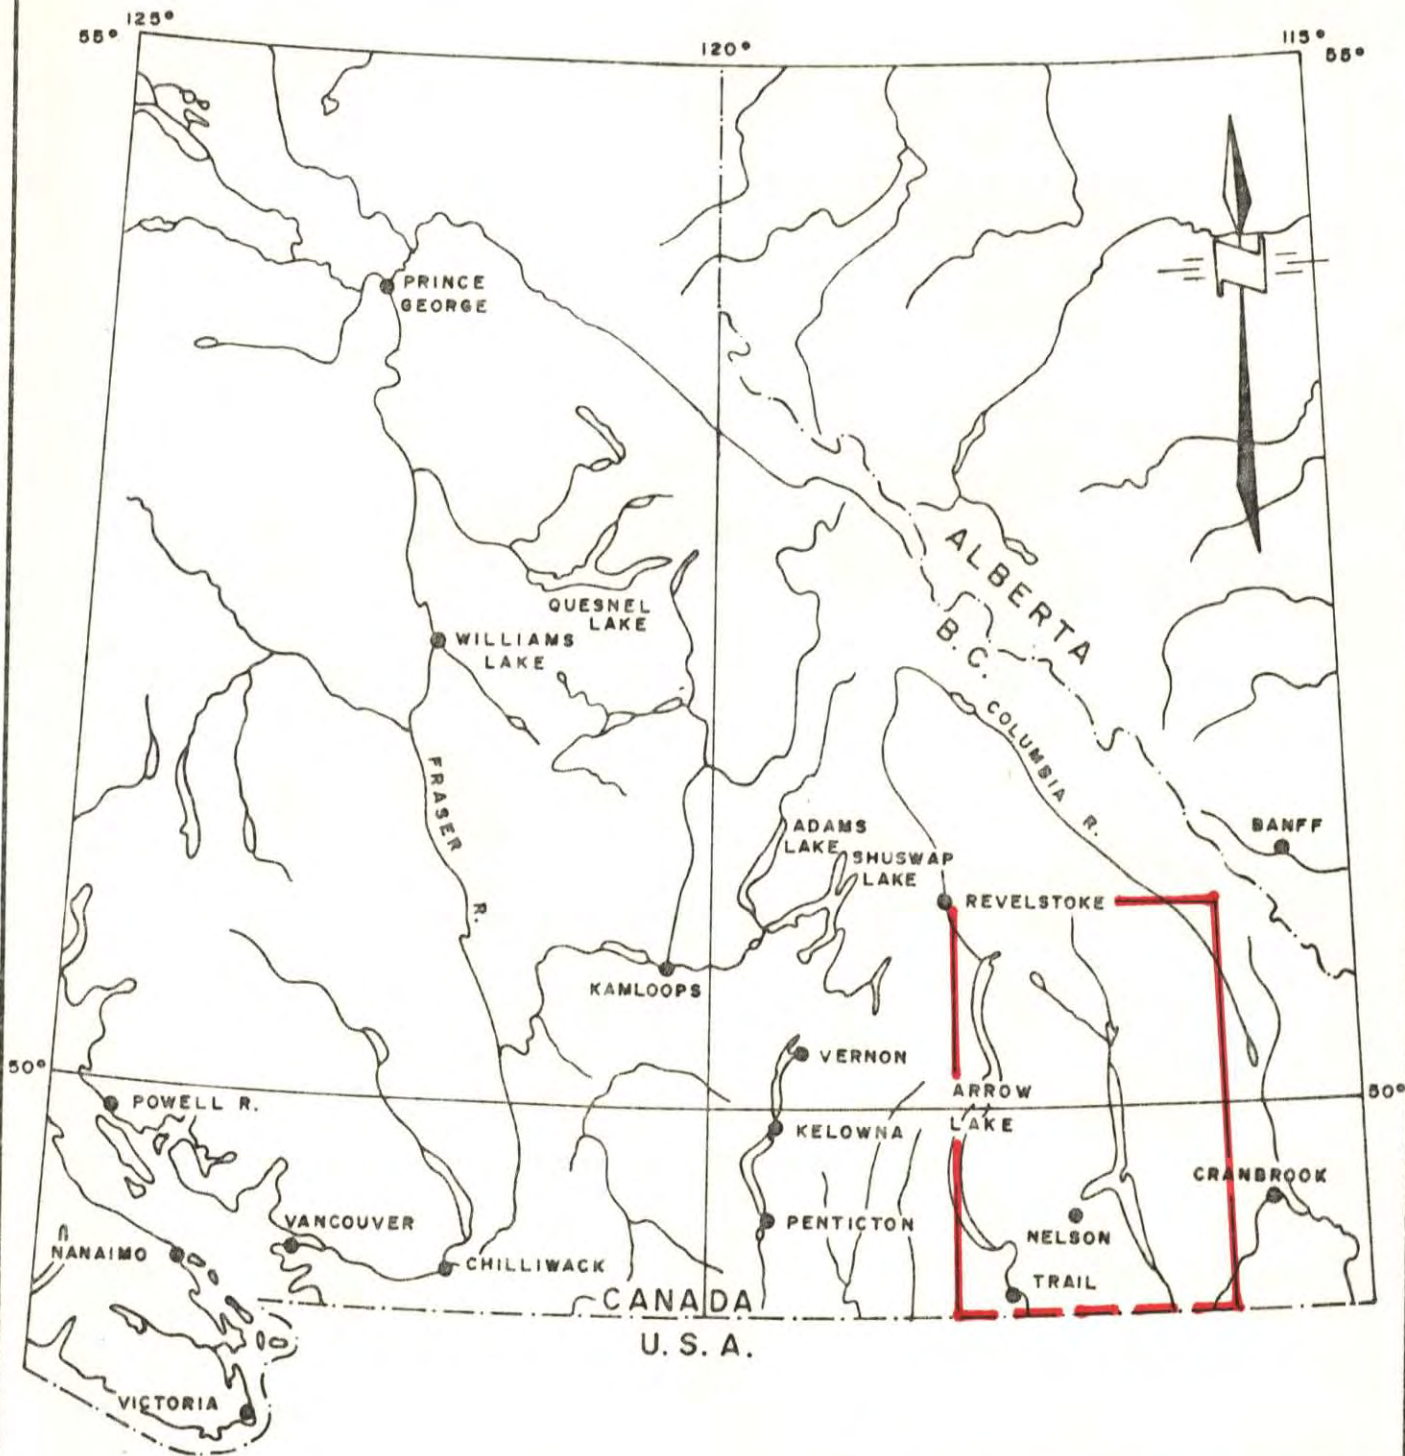 125°
55°
120°
115°
55°
PRINCE
GEORGE
ALBERTA
B.C.
QUESNEL
LAKE
WILLIAMS
LAKE
COLUMBIA R.
FRASER R.
ADAMS
LAKE
SHUSWAP
LAKE
BANFF
REVELSTOKE
KAMLOOPS
50°
VERNON
ARROW
LAKE
50°
POWELL R.
KELOWNA
CRANBROOK
VANCOUVER
PENTICTON
NELSON
NANAIMO
CHILLIWACK
TRAIL
CANADA
U.S.A.
VICTORIA